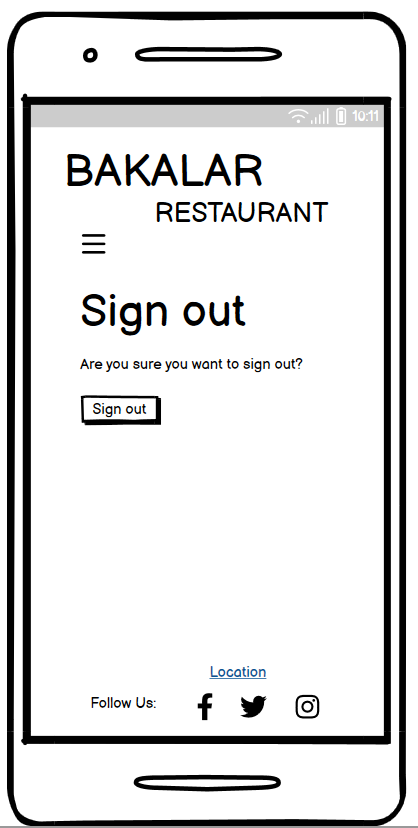 10:11
BAKALAR
RESTAURANT
Sign out
Are you sure you want to sign out?
Sign out
Location
Follow Us: